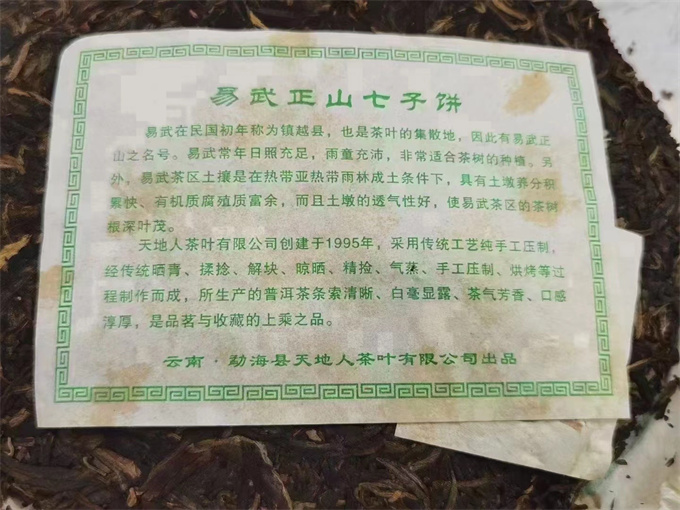 易武正山七子饼
易武在民国初年称为镇越县，也是茶叶的集散地，因此有易武正
山之名号。易武常年日照充足，雨童充沛，非常适合茶树的种植。另
外，易武茶区土壤是在热带亚热带雨林成土条件下，具有土墩养分积
累快、有机质腐殖质富余，而且土墩的透气性好，使易武茶区的茶树
根深叶茂。
天地人茶叶有限公司创建于1995年，采用传统工艺纯手工压制，
经传统晒膏、揉捻、解块、晾晒、精捡、气蒸、手工压制、烘烤等过
程制作而成，所生产的普洱茶条索清晰、白毫显露、茶气芳香、口感
淳厚，是品茗与收藏的上乘之品。
云南·勐海县天地人茶叶有限公司出品